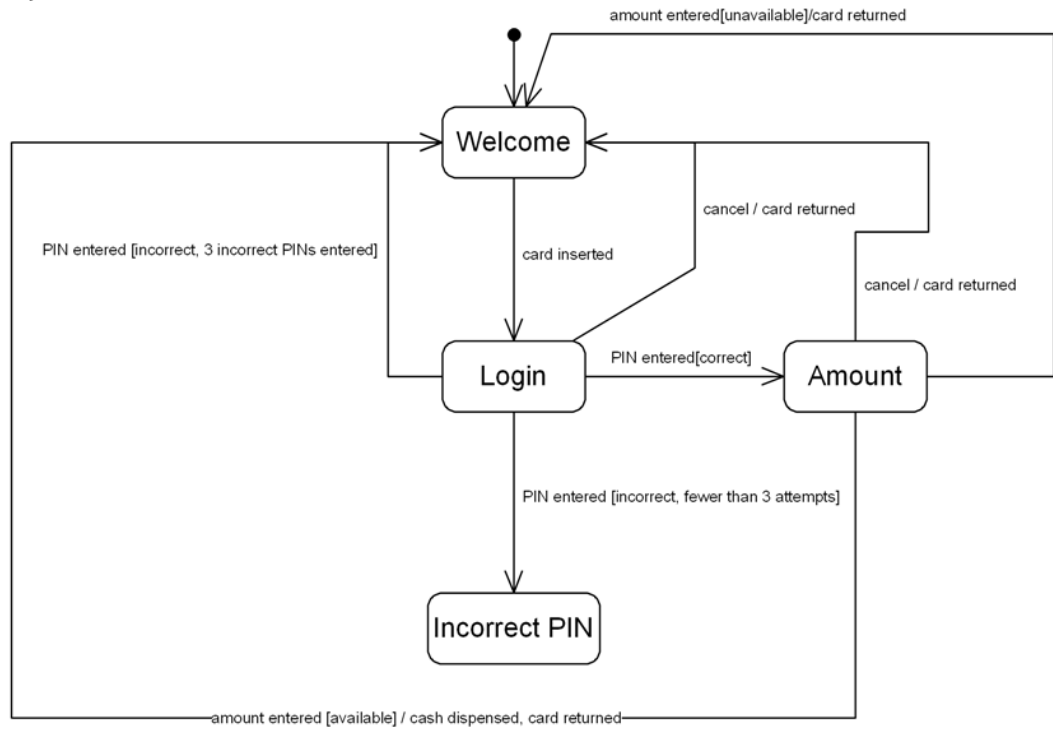 amount entered[unavailable]/card returned
Welcome
cancel / card returned
PIN entered [incorrect, 3 incorrect PINs entered]
card inserted
cancel / card returned
PIN entered[correct]
Login
Amount
PIN entered [incorrect, fewer than 3 attempts]
Incorrect PIN
amount entered [available] / cash dispensed, card returned